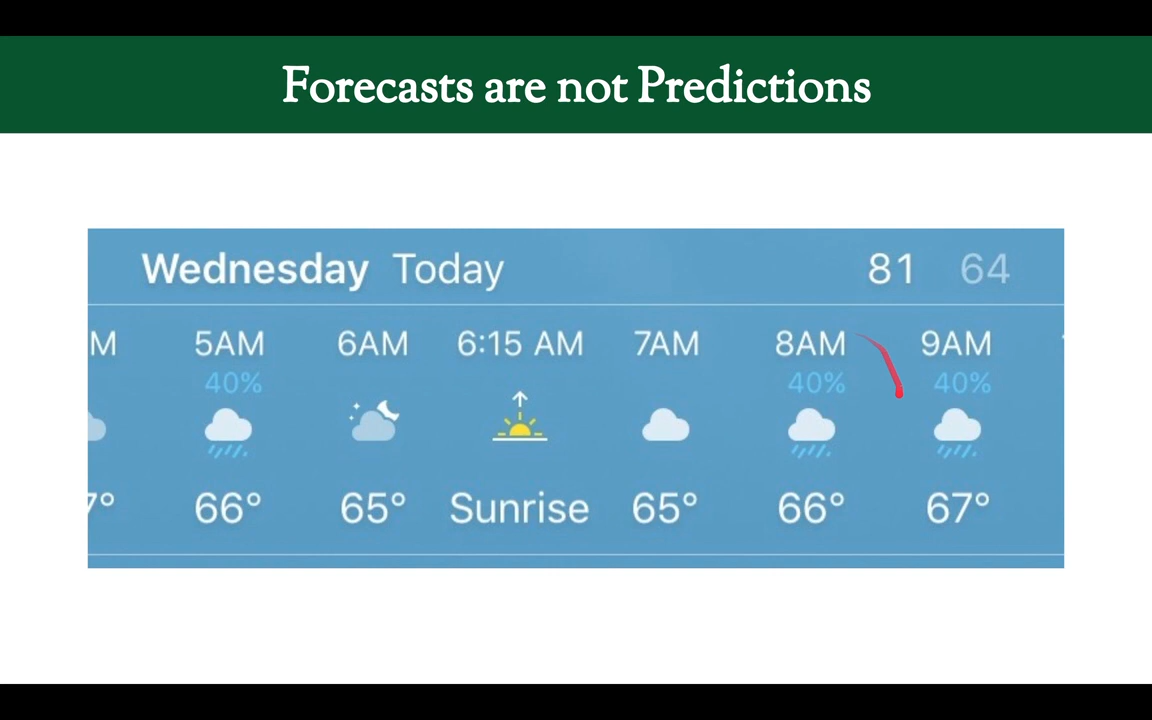 Forecasts are not Predictions
Wednesday Today 81 64
M 5AM 6AM 6:15 AM 7AM 8AM 9AM
40% 40% 40%
7° 66° 65° Sunrise 65° 66° 67°